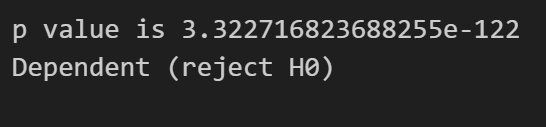 p value is 3.322716823688255e-122
Dependent (reject H0)